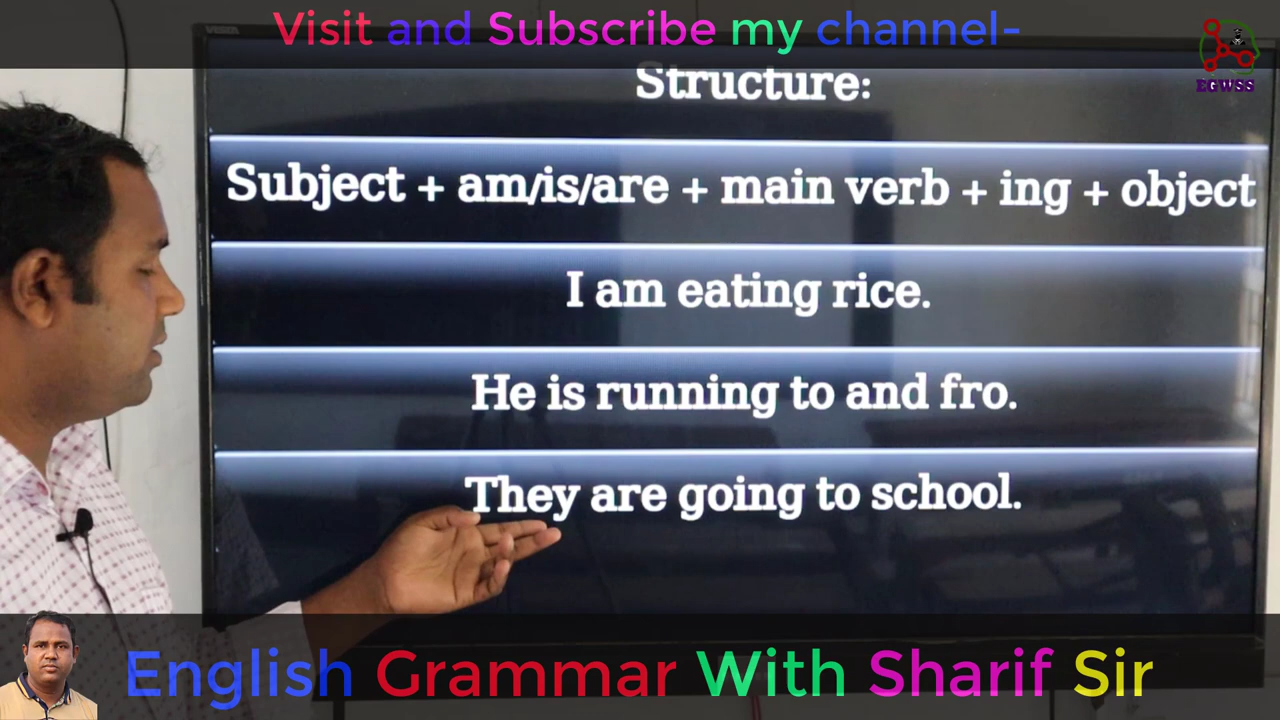 Visit and Subscribe my channel-
EGWSS
Structure:
Subject + am/is/are + main verb + ing + object
I am eating rice.
He is running to and fro.
They are going to school.
English Grammar With Sharif Sir